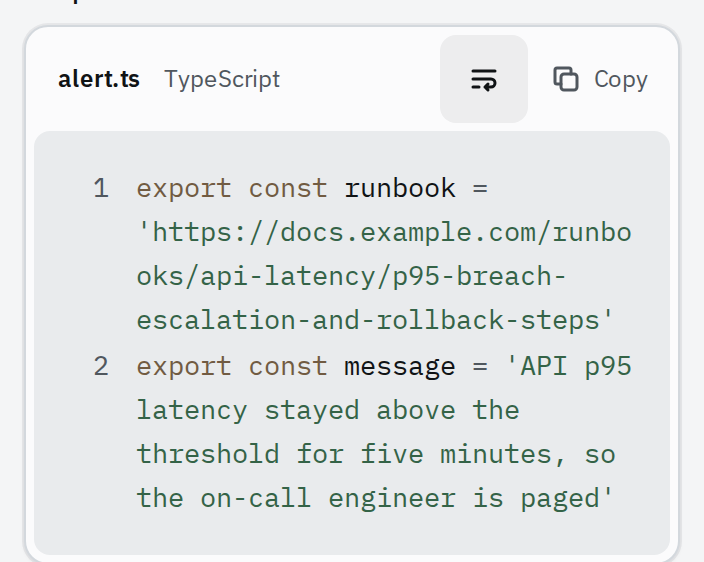 alert.ts TypeScript Copy
1 export const runbook =
'https://docs.example.com/runbo
oks/api-latency/p95-breach-
escalation-and-rollback-steps'
2 export const message = 'API p95
latency stayed above the
threshold for five minutes, so
the on-call engineer is paged'